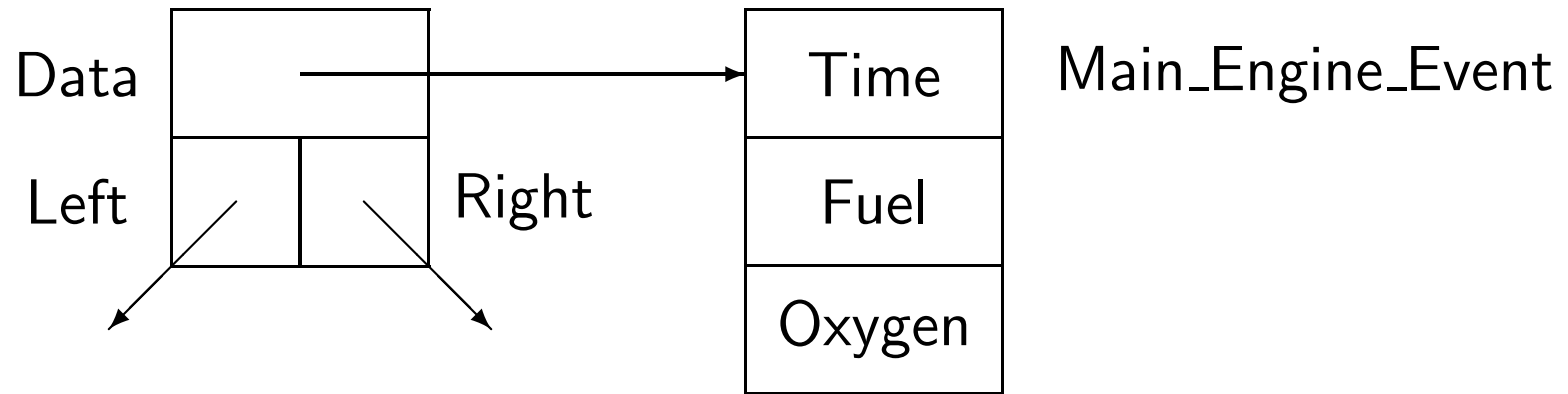 Data
Time
Main_Engine_Event
Left
Right
Fuel
Oxygen